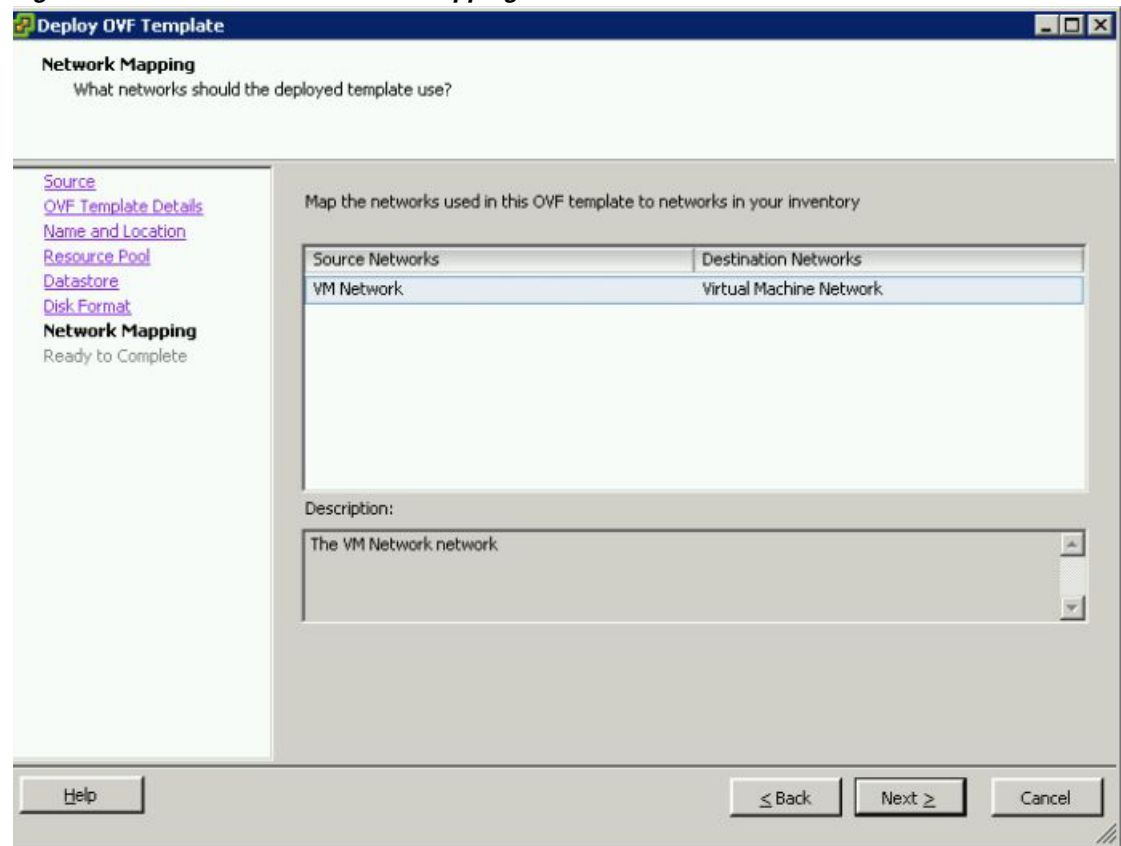 Deploy OVF Template
Network Mapping
What networks should the deployed template use?
Source
OVF Template Details
Name and Location
Resource Pool
Datastore
Disk Format
Network Mapping
Ready to Complete
Map the networks used in this OVF template to networks in your inventory
Source Networks Destination Networks
VM Network Virtual Machine Network
Description:
The VM Network network
Help ≤ Back Next ≥ Cancel